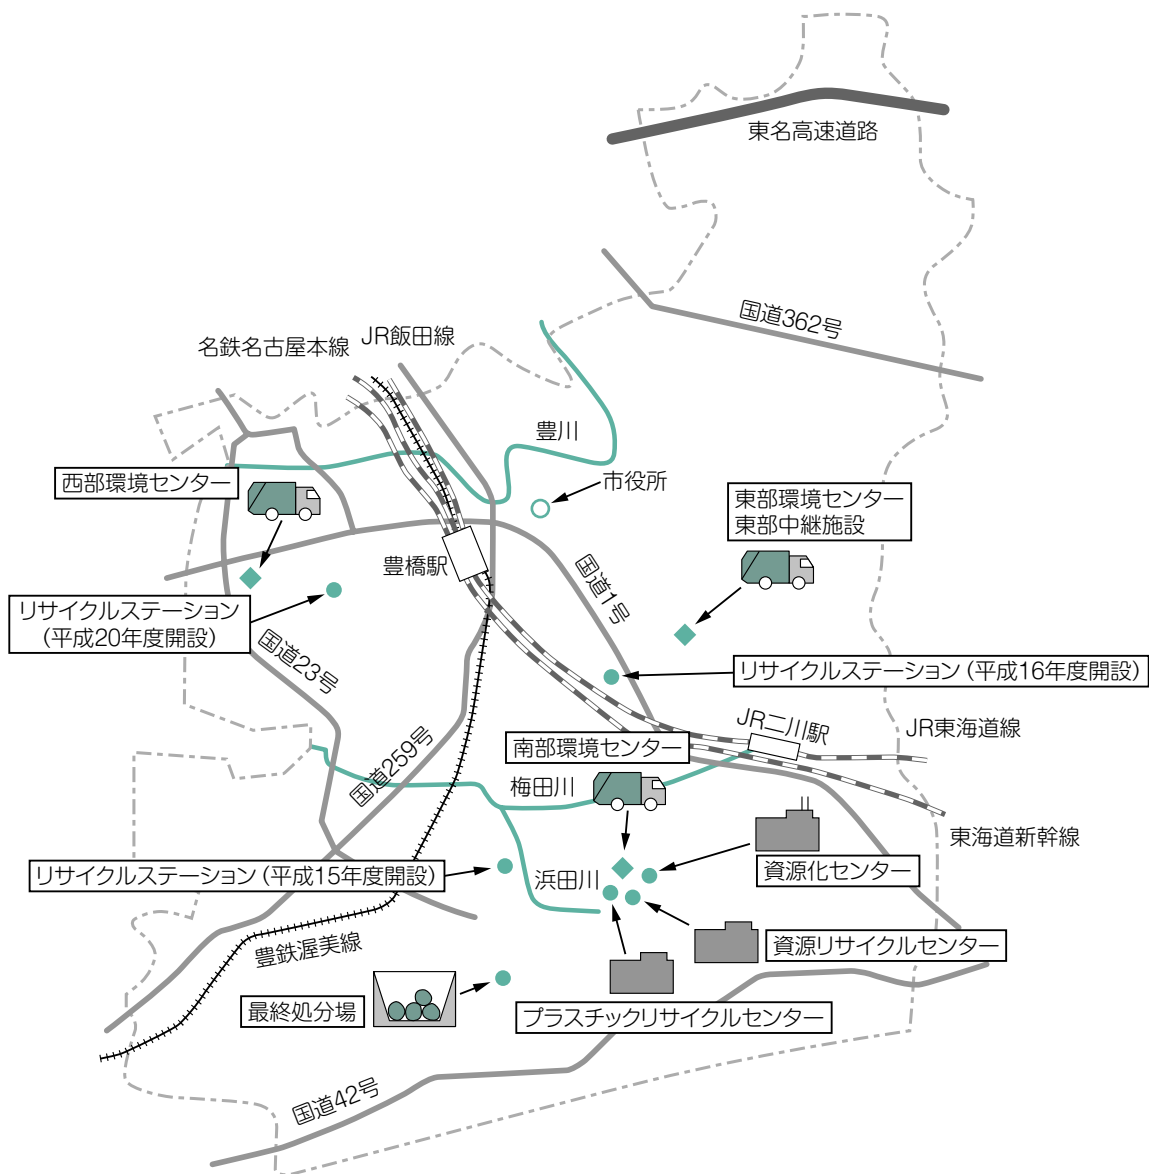 東名高速道路
国道362号
JR飯田線
名鉄名古屋本線
豊川
西部環境センター
市役所
東部環境センター
東部中継施設
豊橋駅
国道1号
リサイクルステーション
（平成20年度開設）
国道23号
リサイクルステーション（平成16年度開設）
JR二川駅
JR東海道線
南部環境センター
国道259号
梅田川
東海道新幹線
資源化センター
リサイクルステーション（平成15年度開設）
浜田川
豊鉄渥美線
資源リサイクルセンター
最終処分場
プラスチックリサイクルセンター
国道42号